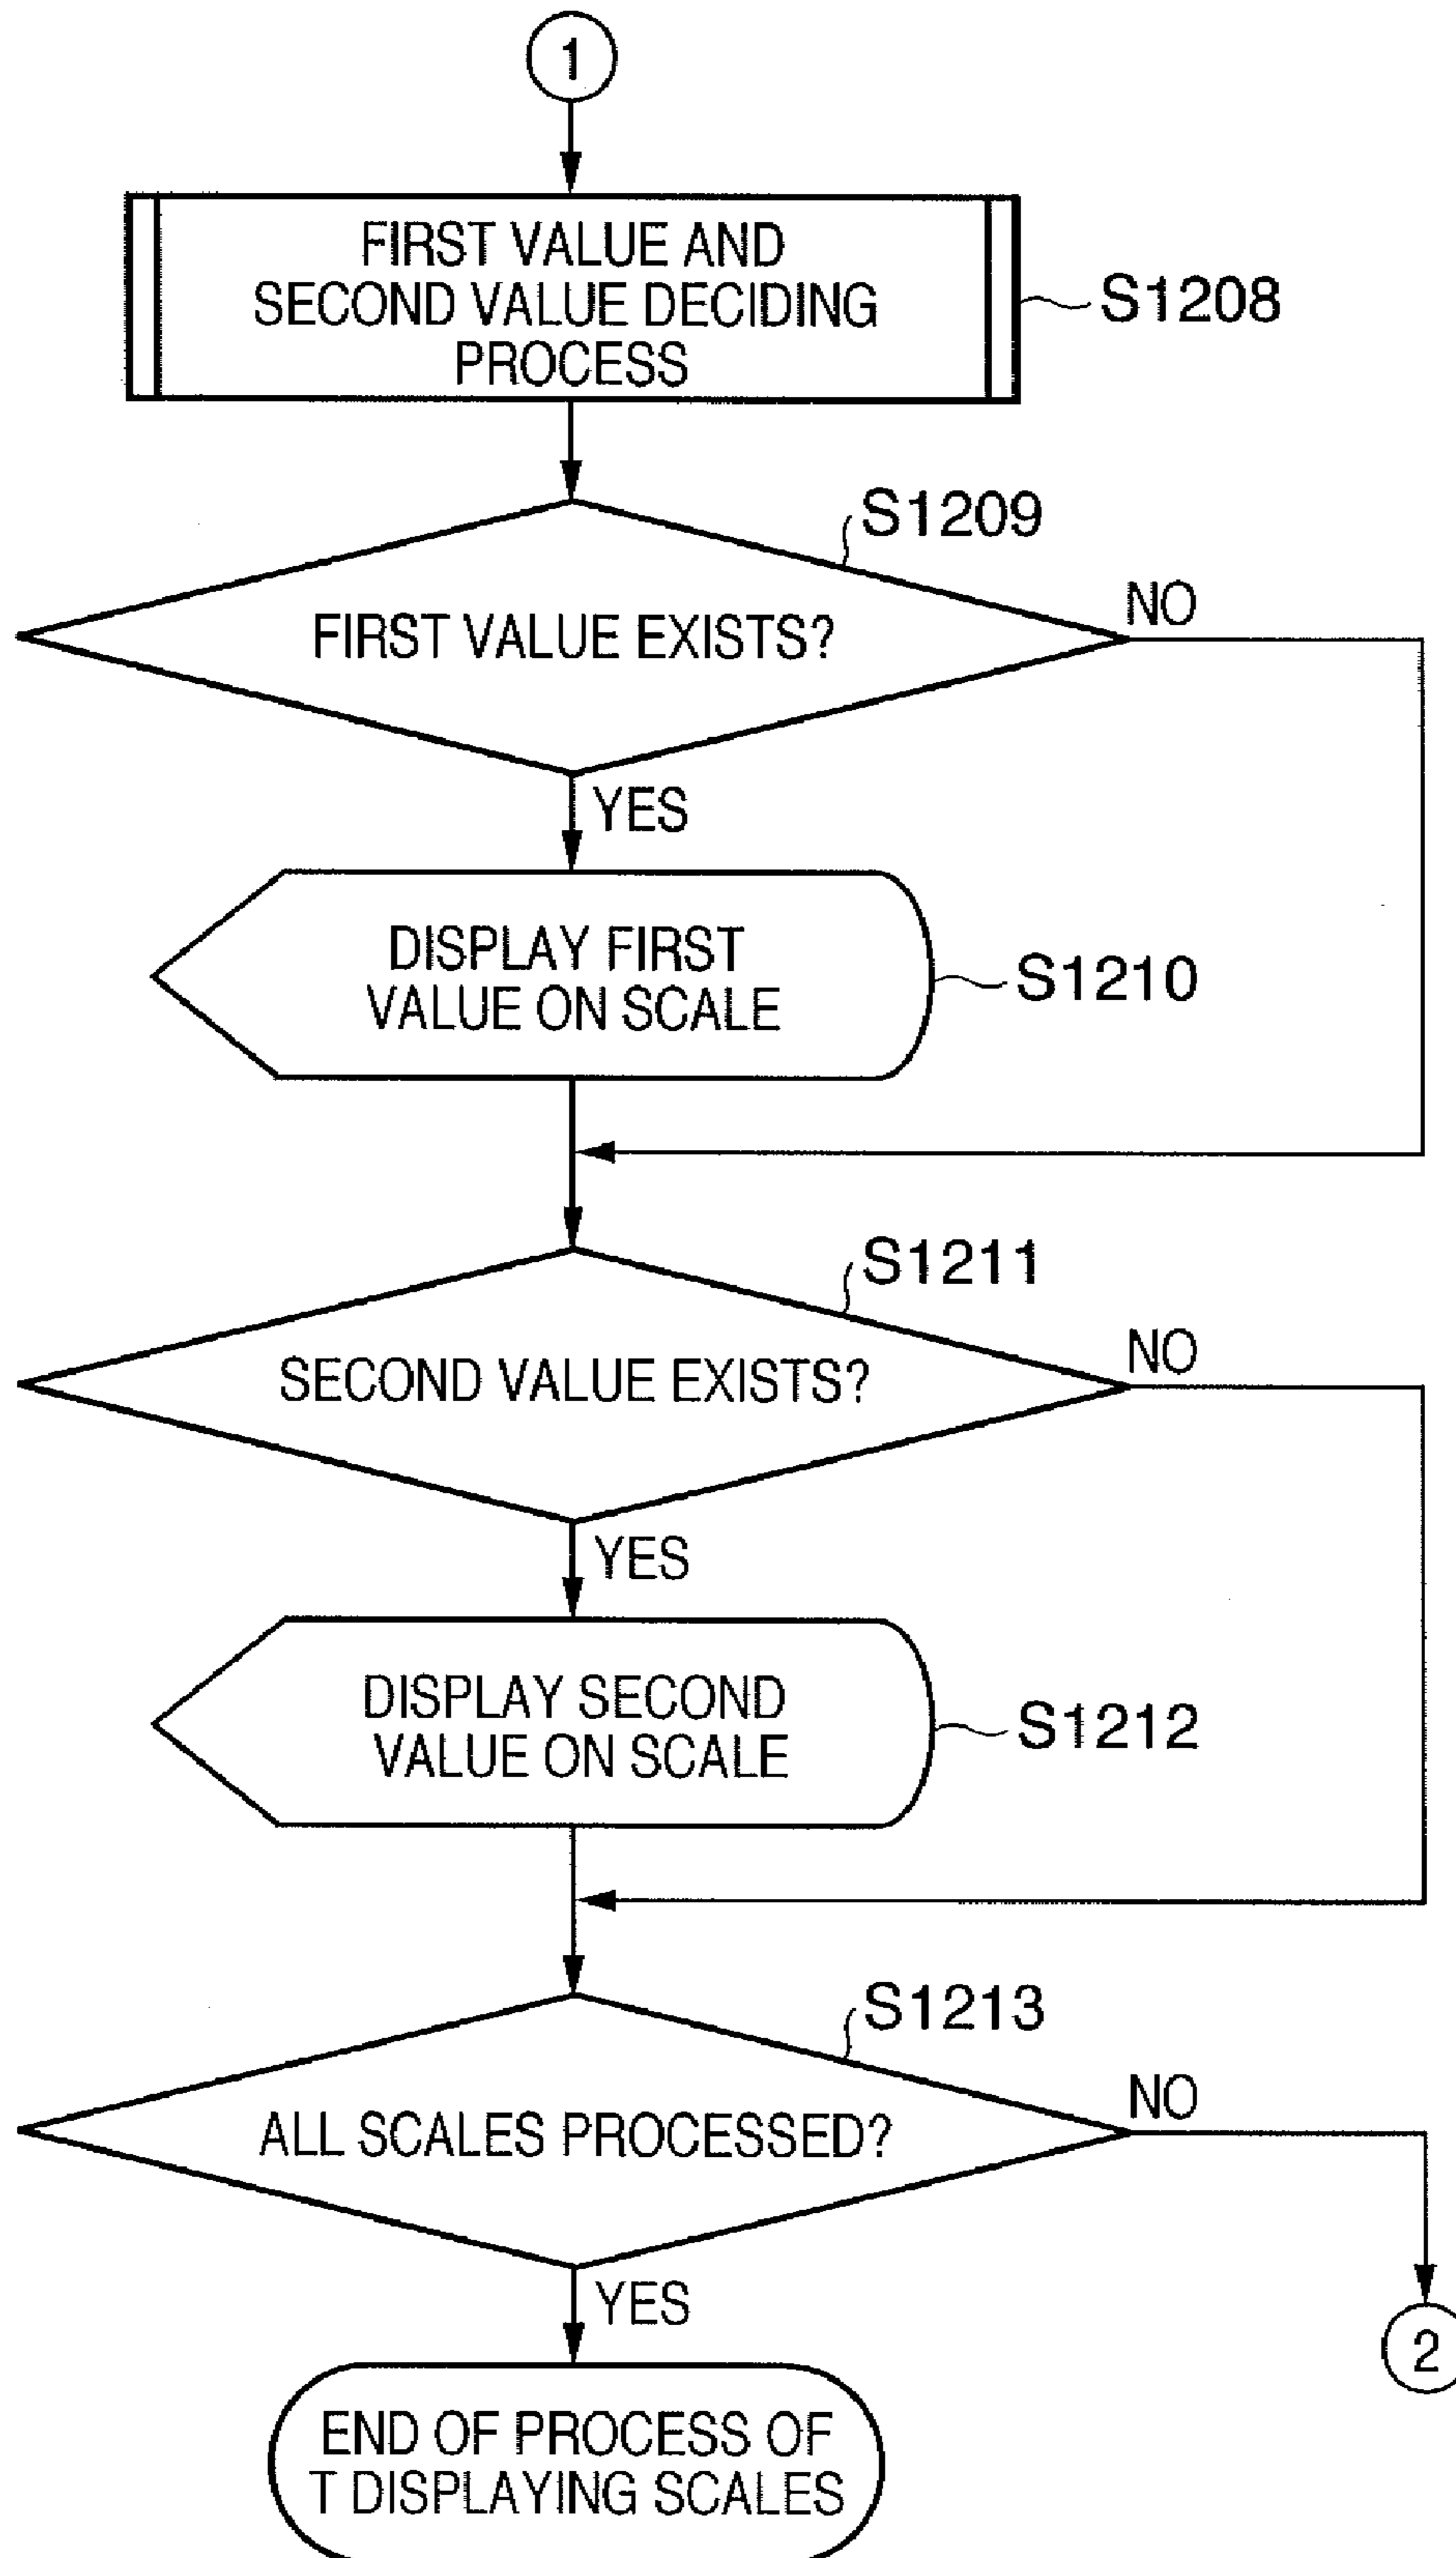 1
FIRST VALUE AND
SECOND VALUE DECIDING
PROCESS
S1208
S1209
NO
FIRST VALUE EXISTS?
YES
DISPLAY FIRST
VALUE ON SCALE
S1210
S1211
NO
SECOND VALUE EXISTS?
YES
DISPLAY SECOND
VALUE ON SCALE
S1212
S1213
NO
ALL SCALES PROCESSED?
YES
2
END OF PROCESS OF
T DISPLAYING SCALES